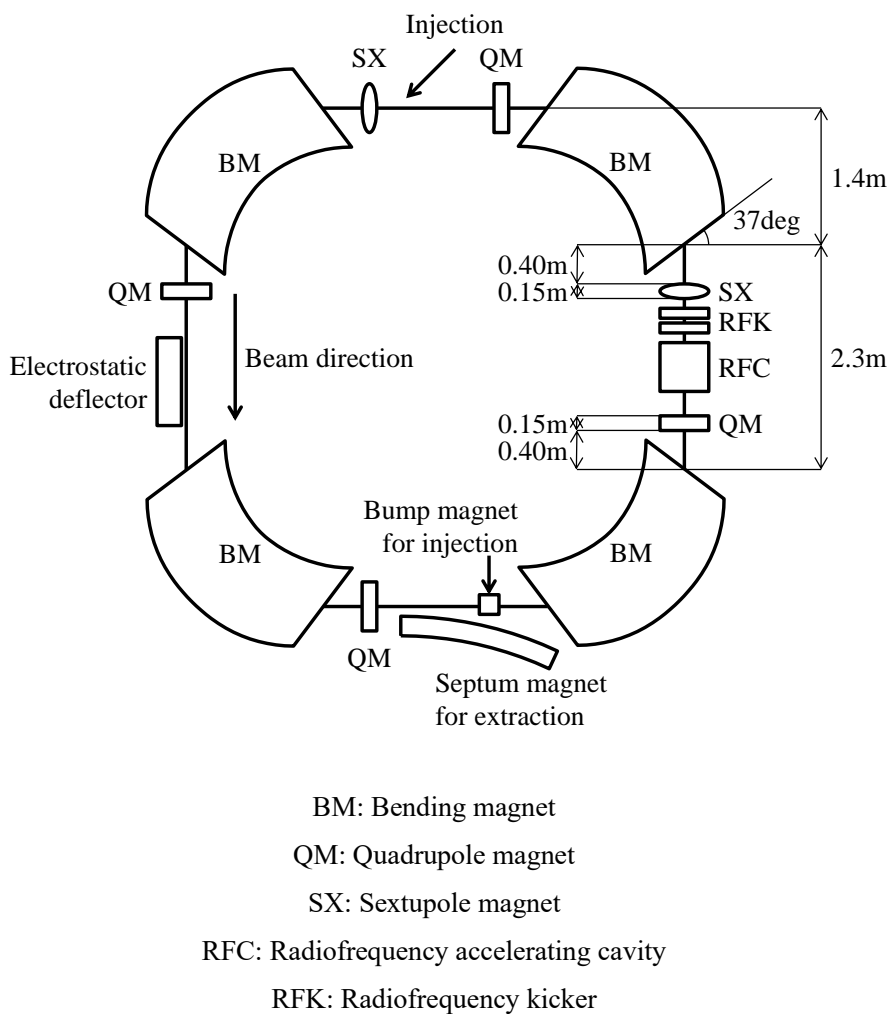 Injection
SX
QM
BM
BM
1.4m
37deg
0.40m
0.15m
SX
RFK
RFC
2.3m
0.15m
QM
0.40m
QM
Beam direction
Electrostatic
deflector
Bump magnet
for injection
BM
BM
QM
Septum magnet
for extraction
BM: Bending magnet
QM: Quadrupole magnet
SX: Sextupole magnet
RFC: Radiofrequency accelerating cavity
RFK: Radiofrequency kicker